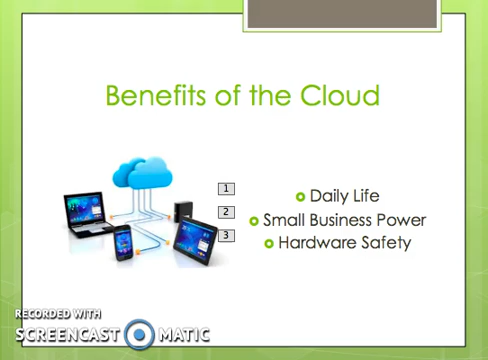 Benefits of the Cloud
1
Daily Life
2
Small Business Power
3
Hardware Safety
RECORDED WITH
SCREENCAST MATIC